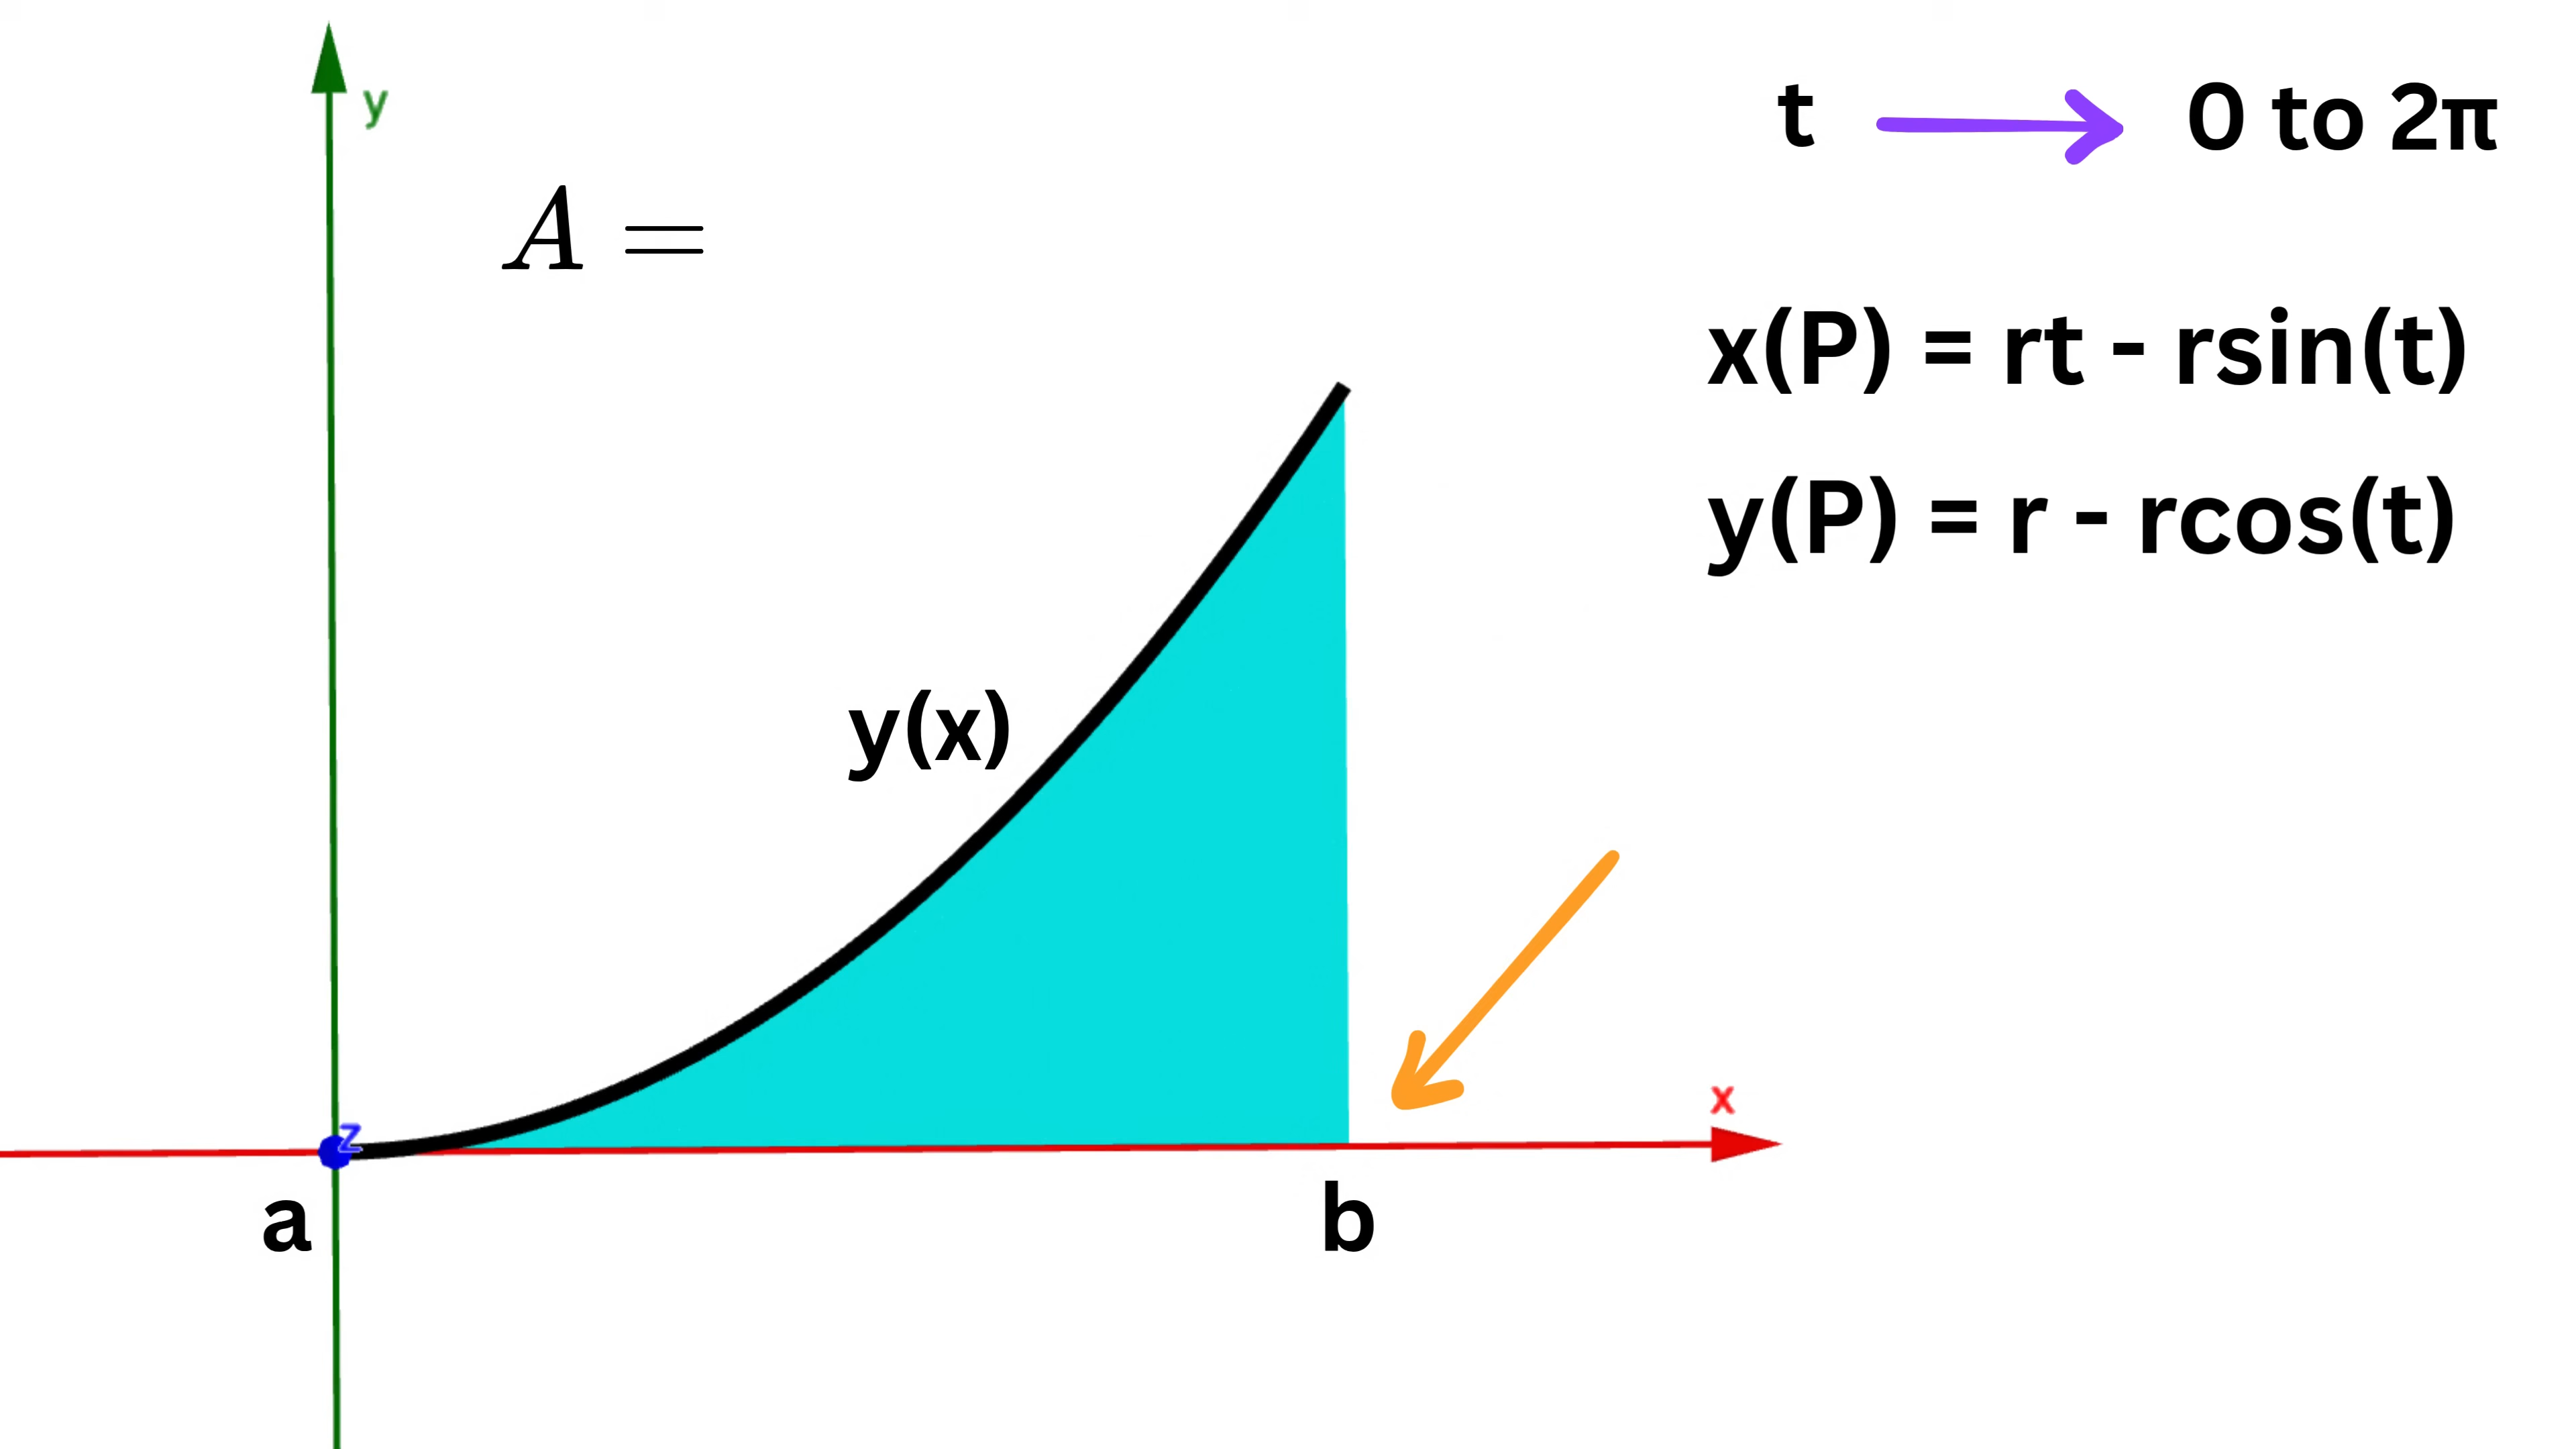 y
A =
t 0 to 2π
x(P) = rt - rsin(t)
y(P) = r - rcos(t)
y(x)
x
z
a
b